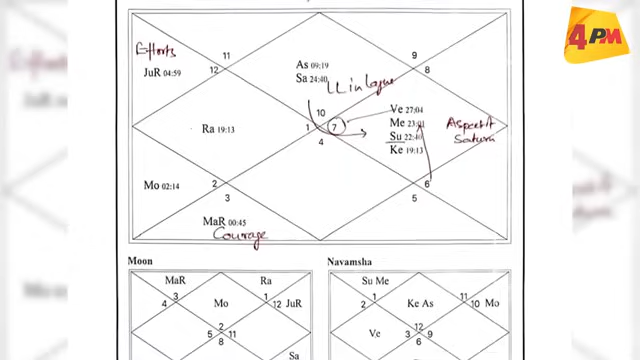 4PM
Efforts
11
12
JuR 04:59
As 09:19
Sa 24:40
LL in Lagna
9
8
10
1
7
4
Ra 19:13
Ve 27:04
Me 23:01
Su 22:40
Ke 19:13
Aspect
Saturn
Mo 02:14
2
3
6
5
MaR 00:45
Courage
Moon
MaR
Ra
4
3
Mo
1
12
JuR
2
5
11
8
Sa
Navamsha
Su Me
2
1
Ke As
11
10
Mo
Ve
12
3
9
6